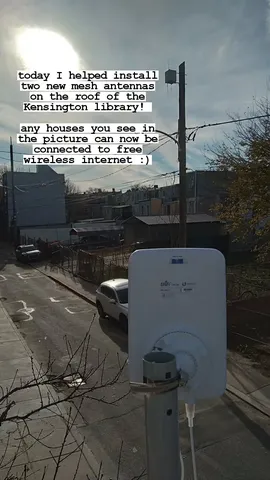 today I helped install
two new mesh antennas
on the roof of the
Kensington library!
any houses you see in
the picture can now be
connected to free
wireless internet :)